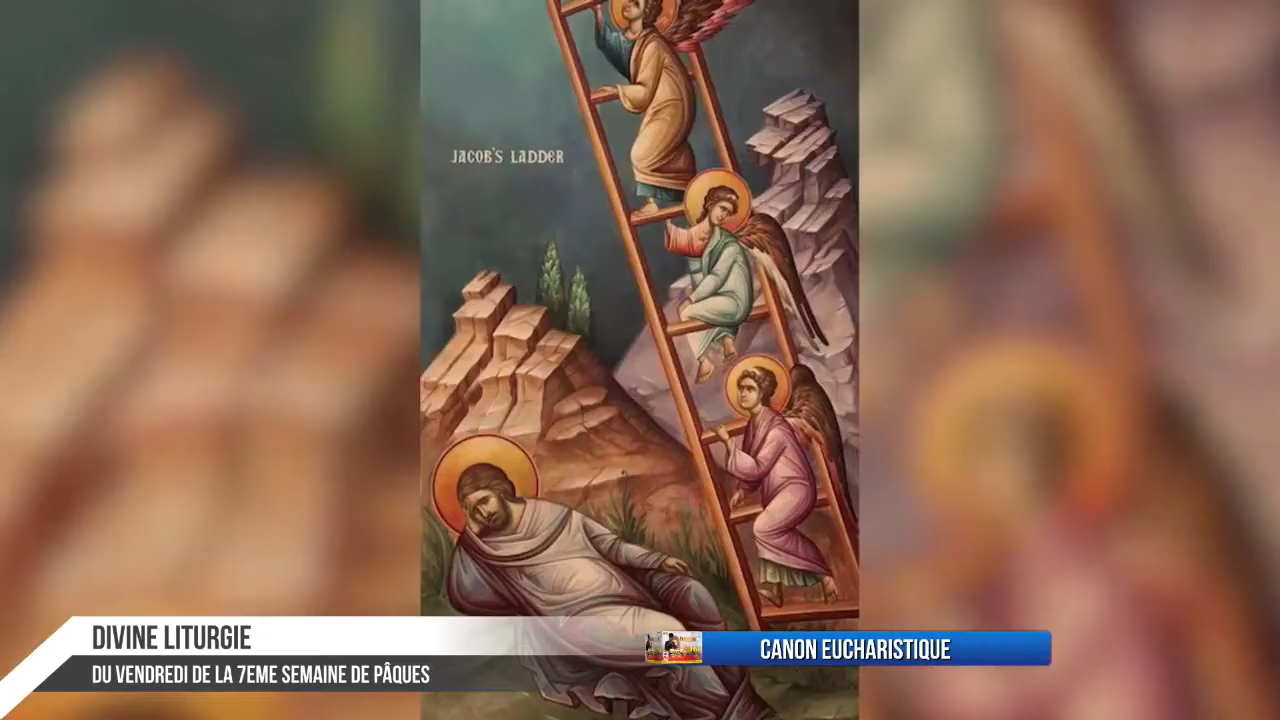 JACOB'S LADDER
DIVINE LITURGIE
DU VENDREDI DE LA 7EME SEMAINE DE PÂQUES
CANON EUCHARISTIQUE